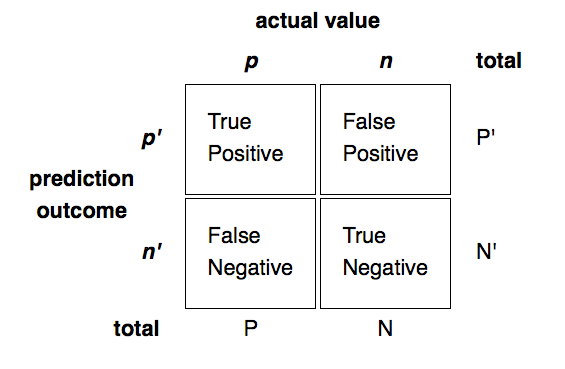 actual value
p n total
p' True Positive False Positive P'
prediction outcome
n' False Negative True Negative N'
total P N